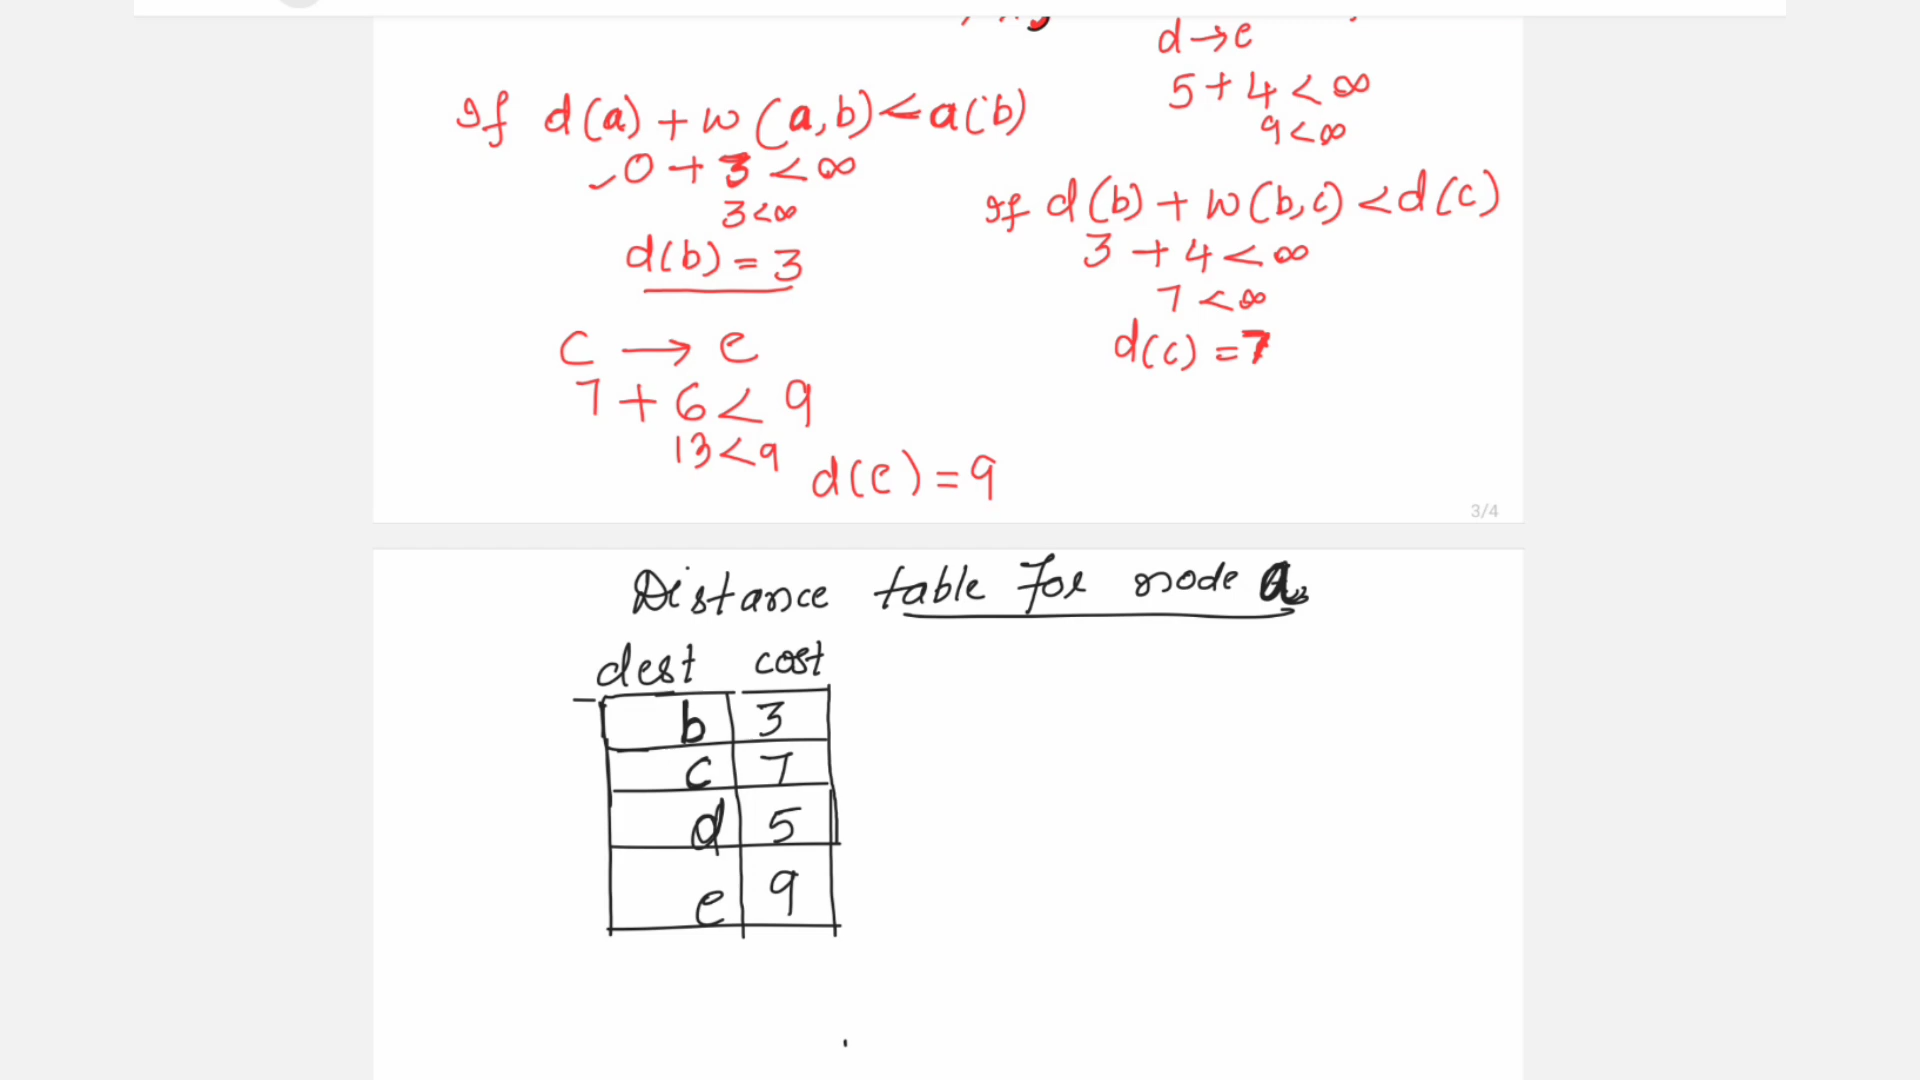 d→e
5+4<∞
9<∞
If d(a)+w(a,b)<a(b)
0+3<∞
3<∞
d(b)=3
If d(b)+w(b,c)<d(c)
3+4<∞
7<∞
d(c)=7
c→e
7+6<9
13<9
d(e)=9
3/4
Distance table for node a
dest cost
b 3
c 7
d 5
e 9